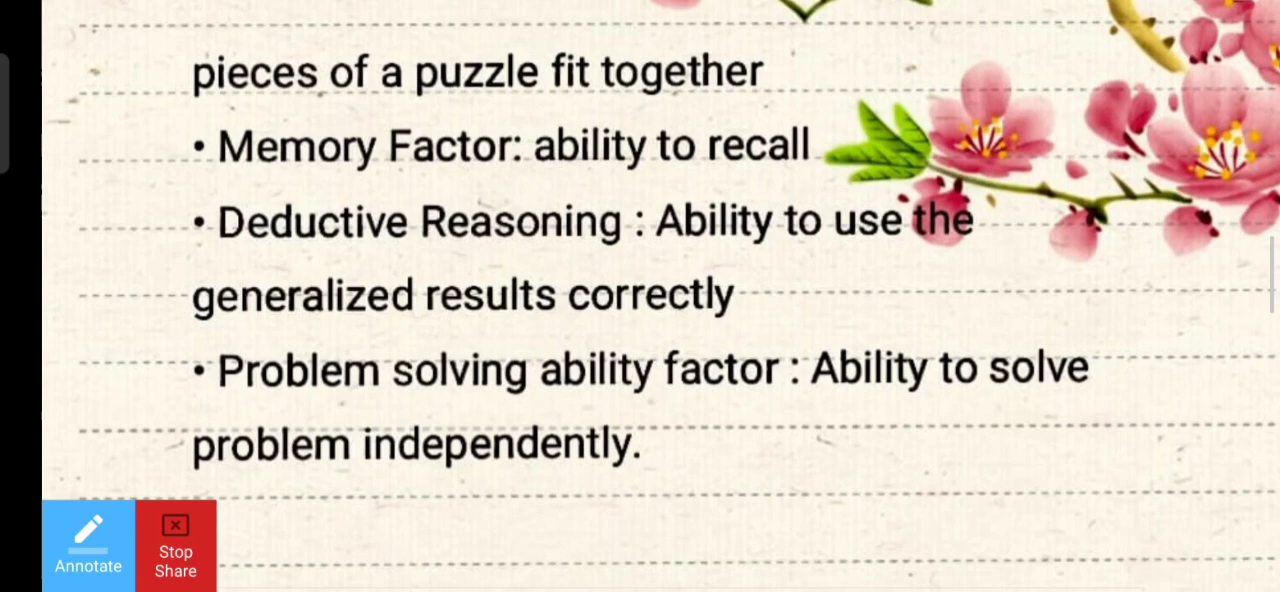 pieces of a puzzle fit together
• Memory Factor: ability to recall
• Deductive Reasoning : Ability to use the
generalized results correctly
• Problem solving ability factor : Ability to solve
problem independently.
Annotate
Stop
Share